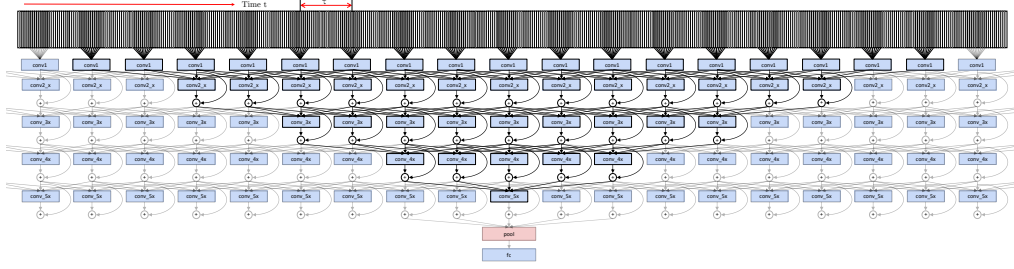 Time t τ
conv1 conv1 conv1 conv1 conv1 conv1 conv1 conv1 conv1 conv1 conv1 conv1 conv1 conv1 conv1 conv1 conv1 conv1 conv1
conv2_x conv2_x conv2_x conv2_x conv2_x conv2_x conv2_x conv2_x conv2_x conv2_x conv2_x conv2_x conv2_x conv2_x conv2_x conv2_x conv2_x conv2_x conv2_x
+ + + + + + + + + + + + + + + + + + +
conv_3x conv_3x conv_3x conv_3x conv_3x conv_3x conv_3x conv_3x conv_3x conv_3x conv_3x conv_3x conv_3x conv_3x conv_3x conv_3x conv_3x conv_3x conv_3x
+ + + + + + + + + + + + + + + + + + +
conv_4x conv_4x conv_4x conv_4x conv_4x conv_4x conv_4x conv_4x conv_4x conv_4x conv_4x conv_4x conv_4x conv_4x conv_4x conv_4x conv_4x conv_4x conv_4x
+ + + + + + + + + + + + + + + + + + +
conv_5x conv_5x conv_5x conv_5x conv_5x conv_5x conv_5x conv_5x conv_5x conv_5x conv_5x conv_5x conv_5x conv_5x conv_5x conv_5x conv_5x conv_5x conv_5x
+ + + + + + + + + + + + + + + + + + +
pool
fc